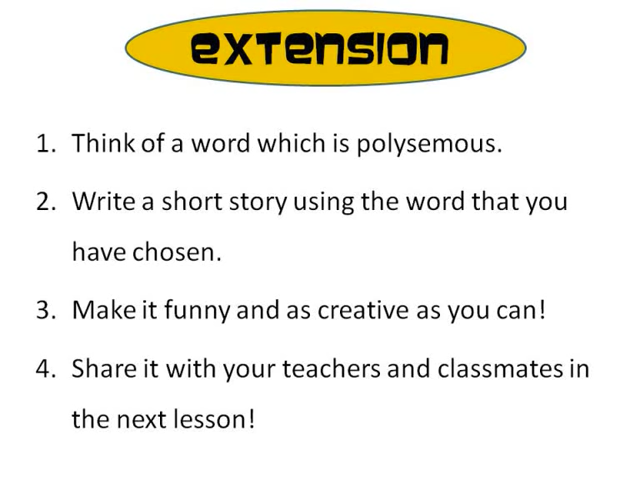 exTension
1. Think of a word which is polysemous.
2. Write a short story using the word that you
have chosen.
3. Make it funny and as creative as you can!
4. Share it with your teachers and classmates in
the next lesson!